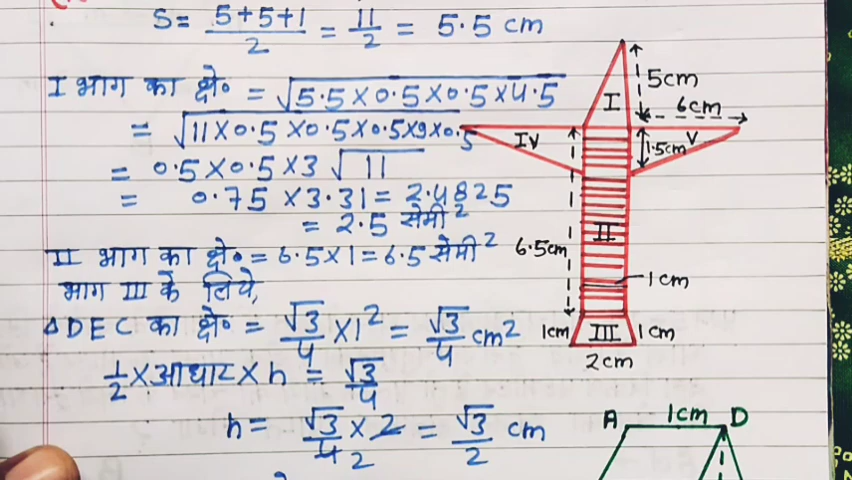 S = 5+5+1/2 = 11/2 = 5.5 cm
I भाग का क्षे० = √5.5×0.5×0.5×4.5
= √11×0.5×0.5×0.5×9×0.5
= 0.5×0.5×3 √11
= 0.75 ×3.31= 2.4825
= 2.5 सेमी²
II भाग का क्षे० = 6.5×1= 6.5 सेमी²
भाग III के लिये,
ΔDEC का क्षे० = √3/4 ×1² = √3/4 cm²
1/2 ×आधार×h = √3/4
h = √3/4 × 2 = √3/2 cm
2
5cm
6cm
I
IV
V
1.5cm
II
6.5cm
1cm
1cm
III
1cm
2cm
A 1cm D